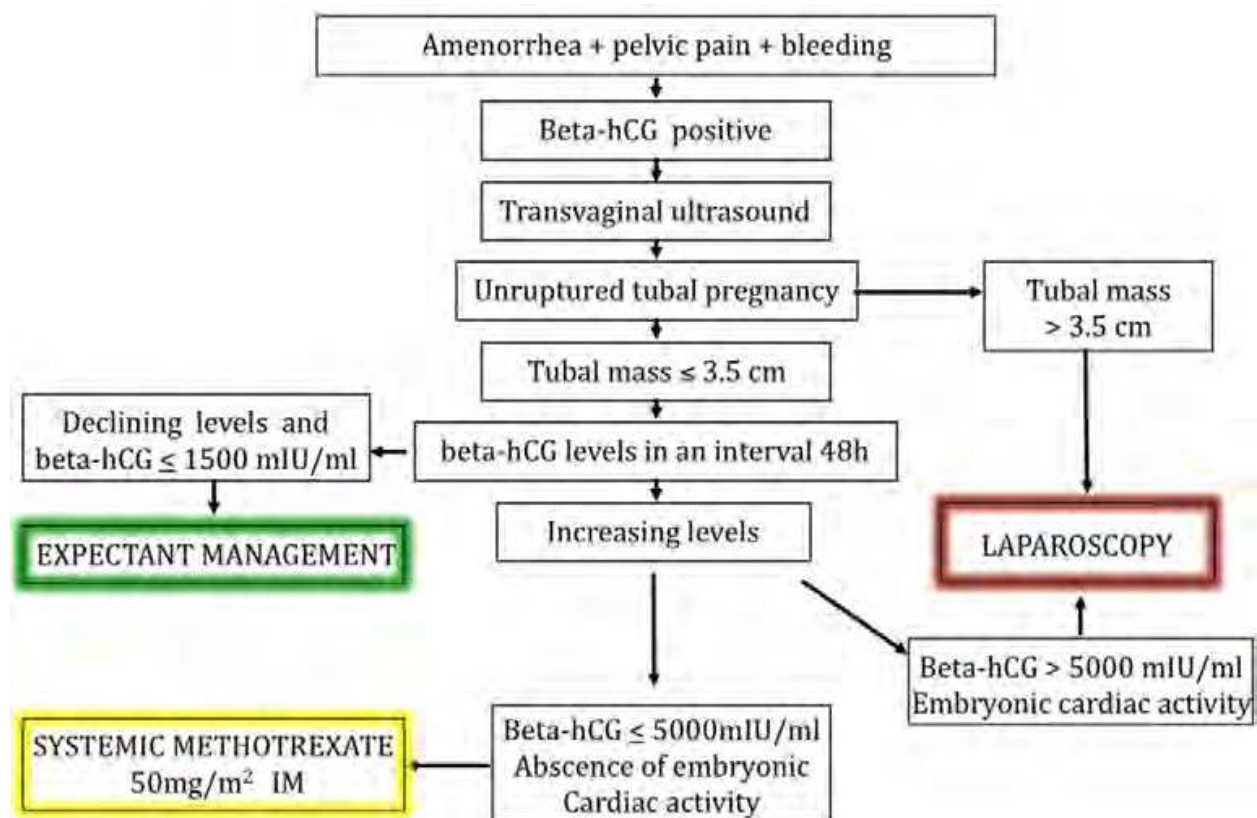 Amenorrhea + pelvic pain + bleeding
Beta-hCG positive
Transvaginal ultrasound
Unruptured tubal pregnancy
Tubal mass
> 3.5 cm
Tubal mass ≤ 3.5 cm
Declining levels and
beta-hCG ≤ 1500 mIU/ml
beta-hCG levels in an interval 48h
Increasing levels
EXPECTANT MANAGEMENT
LAPAROSCOPY
Beta-hCG > 5000 mIU/ml
Embryonic cardiac activity
Beta-hCG ≤ 5000mIU/ml
Abscence of embryonic
Cardiac activity
SYSTEMIC METHOTREXATE
50mg/m² IM